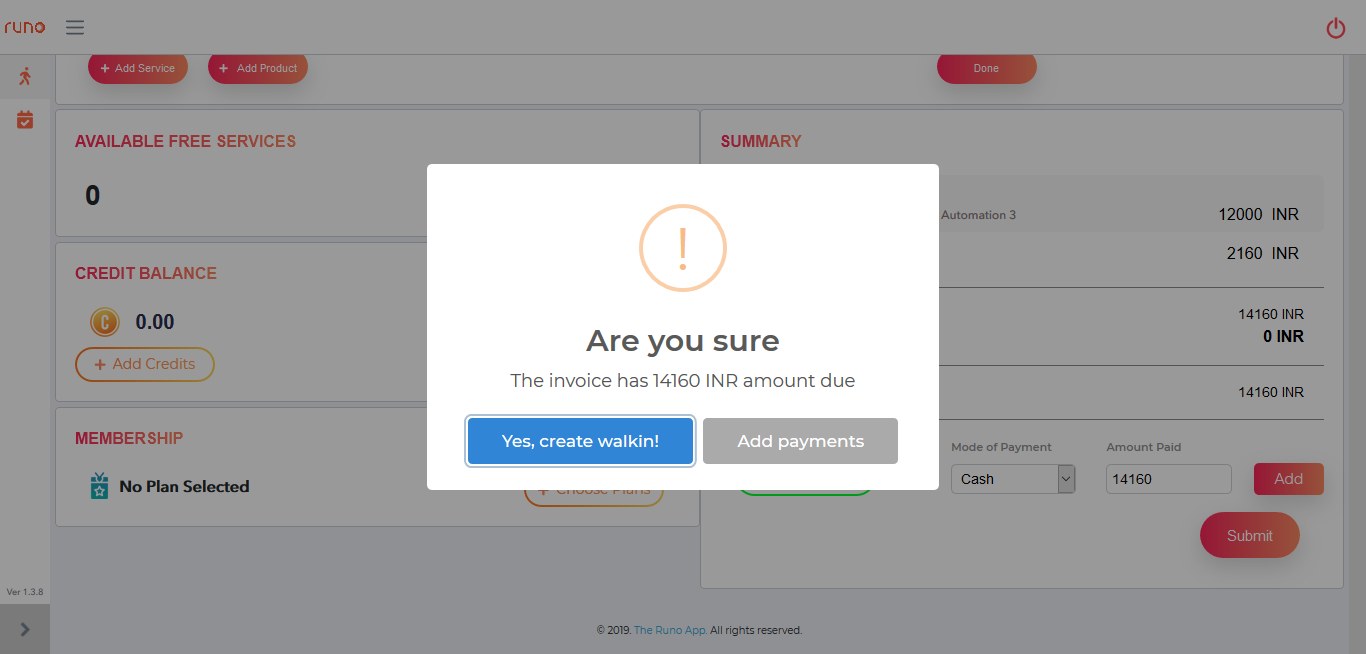 runo
+ Add Service
+ Add Product
Done
AVAILABLE FREE SERVICES
0
SUMMARY
Automation 3
12000 INR
2160 INR
CREDIT BALANCE
C 0.00
+ Add Credits
14160 INR
0 INR
14160 INR
!
Are you sure
The invoice has 14160 INR amount due
Yes, create walkin!
Add payments
MEMBERSHIP
No Plan Selected
+ Choose Plans
Mode of Payment
Amount Paid
Cash
14160
Add
Submit
Ver 1.3.8
© 2019. The Runo App. All rights reserved.